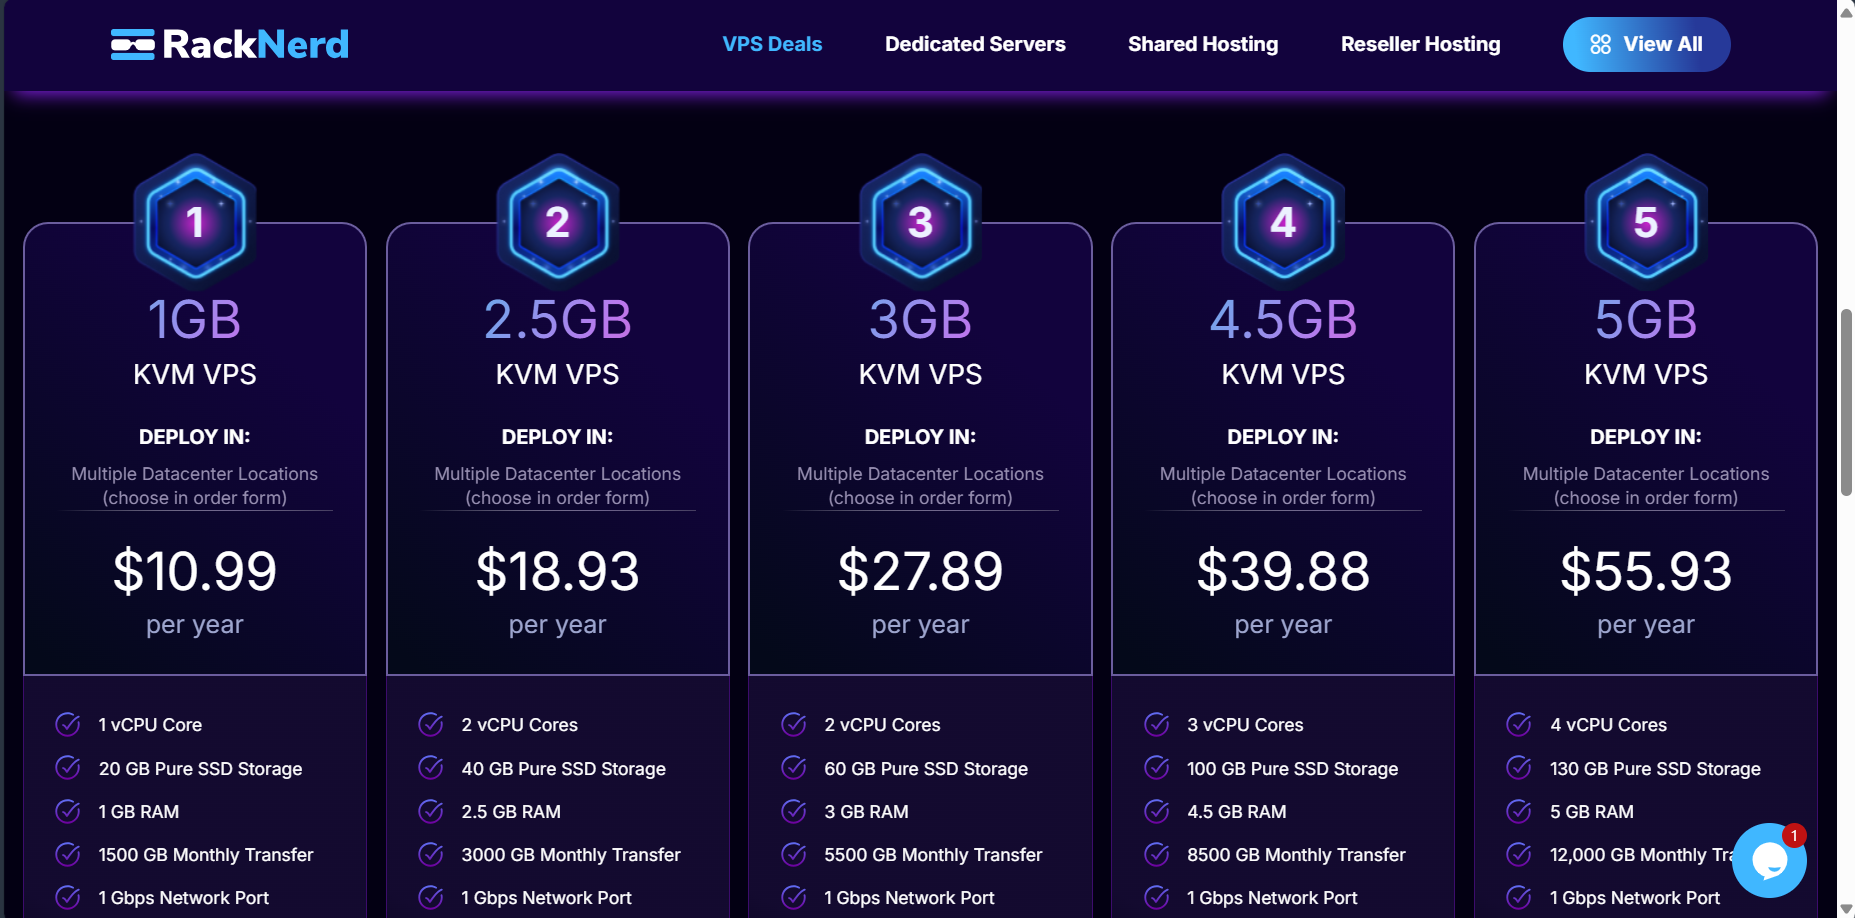 RackNerd
VPS Deals
Dedicated Servers
Shared Hosting
Reseller Hosting
View All
1
1GB
KVM VPS
DEPLOY IN:
Multiple Datacenter Locations
(choose in order form)
$10.99
per year
1 vCPU Core
20 GB Pure SSD Storage
1 GB RAM
1500 GB Monthly Transfer
1 Gbps Network Port
2
2.5GB
KVM VPS
DEPLOY IN:
Multiple Datacenter Locations
(choose in order form)
$18.93
per year
2 vCPU Cores
40 GB Pure SSD Storage
2.5 GB RAM
3000 GB Monthly Transfer
1 Gbps Network Port
3
3GB
KVM VPS
DEPLOY IN:
Multiple Datacenter Locations
(choose in order form)
$27.89
per year
2 vCPU Cores
60 GB Pure SSD Storage
3 GB RAM
5500 GB Monthly Transfer
1 Gbps Network Port
4
4.5GB
KVM VPS
DEPLOY IN:
Multiple Datacenter Locations
(choose in order form)
$39.88
per year
3 vCPU Cores
100 GB Pure SSD Storage
4.5 GB RAM
8500 GB Monthly Transfer
1 Gbps Network Port
5
5GB
KVM VPS
DEPLOY IN:
Multiple Datacenter Locations
(choose in order form)
$55.93
per year
4 vCPU Cores
130 GB Pure SSD Storage
5 GB RAM
12,000 GB Monthly
1 Gbps Network Port
1